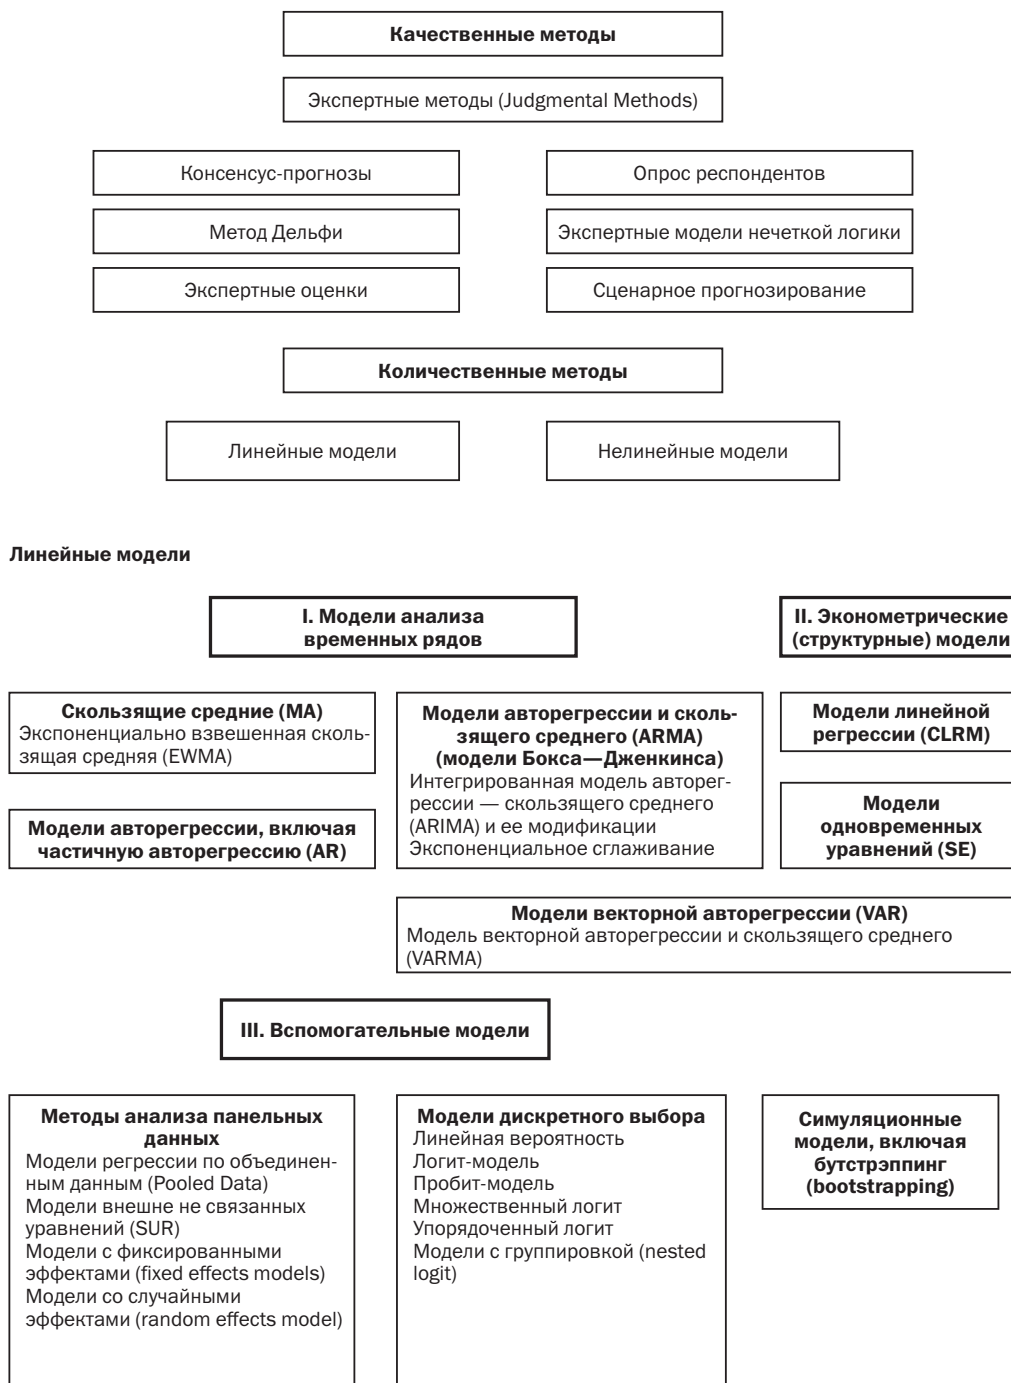 Качественные методы
Экспертные методы (Judgmental Methods)
Консенсус-прогнозы
Опрос респондентов
Метод Дельфи
Экспертные модели нечеткой логики
Экспертные оценки
Сценарное прогнозирование
Количественные методы
Линейные модели
Нелинейные модели
Линейные модели
I. Модели анализа
временных рядов
II. Эконометрические
(структурные) модели
Скользящие средние (MA)
Экспоненциально взвешенная сколь-
зящая средняя (EWMA)
Модели авторегрессии, включая
частичную авторегрессию (AR)
Модели авторегрессии и сколь-
зящего среднего (ARMA)
(модели Бокса—Дженкинса)
Интегрированная модель авторег-
рессии — скользящего среднего
(ARIMA) и ее модификации
Экспоненциальное сглаживание
Модели линейной
регрессии (CLRM)
Модели
одновременных
уравнений (SE)
Модели векторной авторегрессии (VAR)
Модель векторной авторегрессии и скользящего среднего
(VARMA)
III. Вспомогательные модели
Методы анализа панельных
данных
Модели регрессии по объединен-
ным данным (Pooled Data)
Модели внешне не связанных
уравнений (SUR)
Модели с фиксированными
эффектами (fixed effects models)
Модели со случайными
эффектами (random effects model)
Модели дискретного выбора
Линейная вероятность
Логит-модель
Пробит-модель
Множественный логит
Упорядоченный логит
Модели с группировкой (nested
logit)
Симуляционные
модели, включая
бутстрэппинг
(bootstrapping)